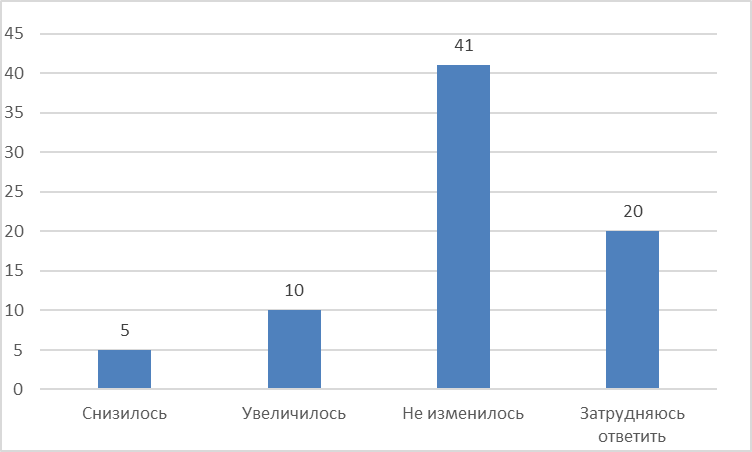 45
40
35
30
25
20
15
10
5
0
5
10
41
20
Снизилось
Увеличилось
Не изменилось
Затрудняюсь
ответить